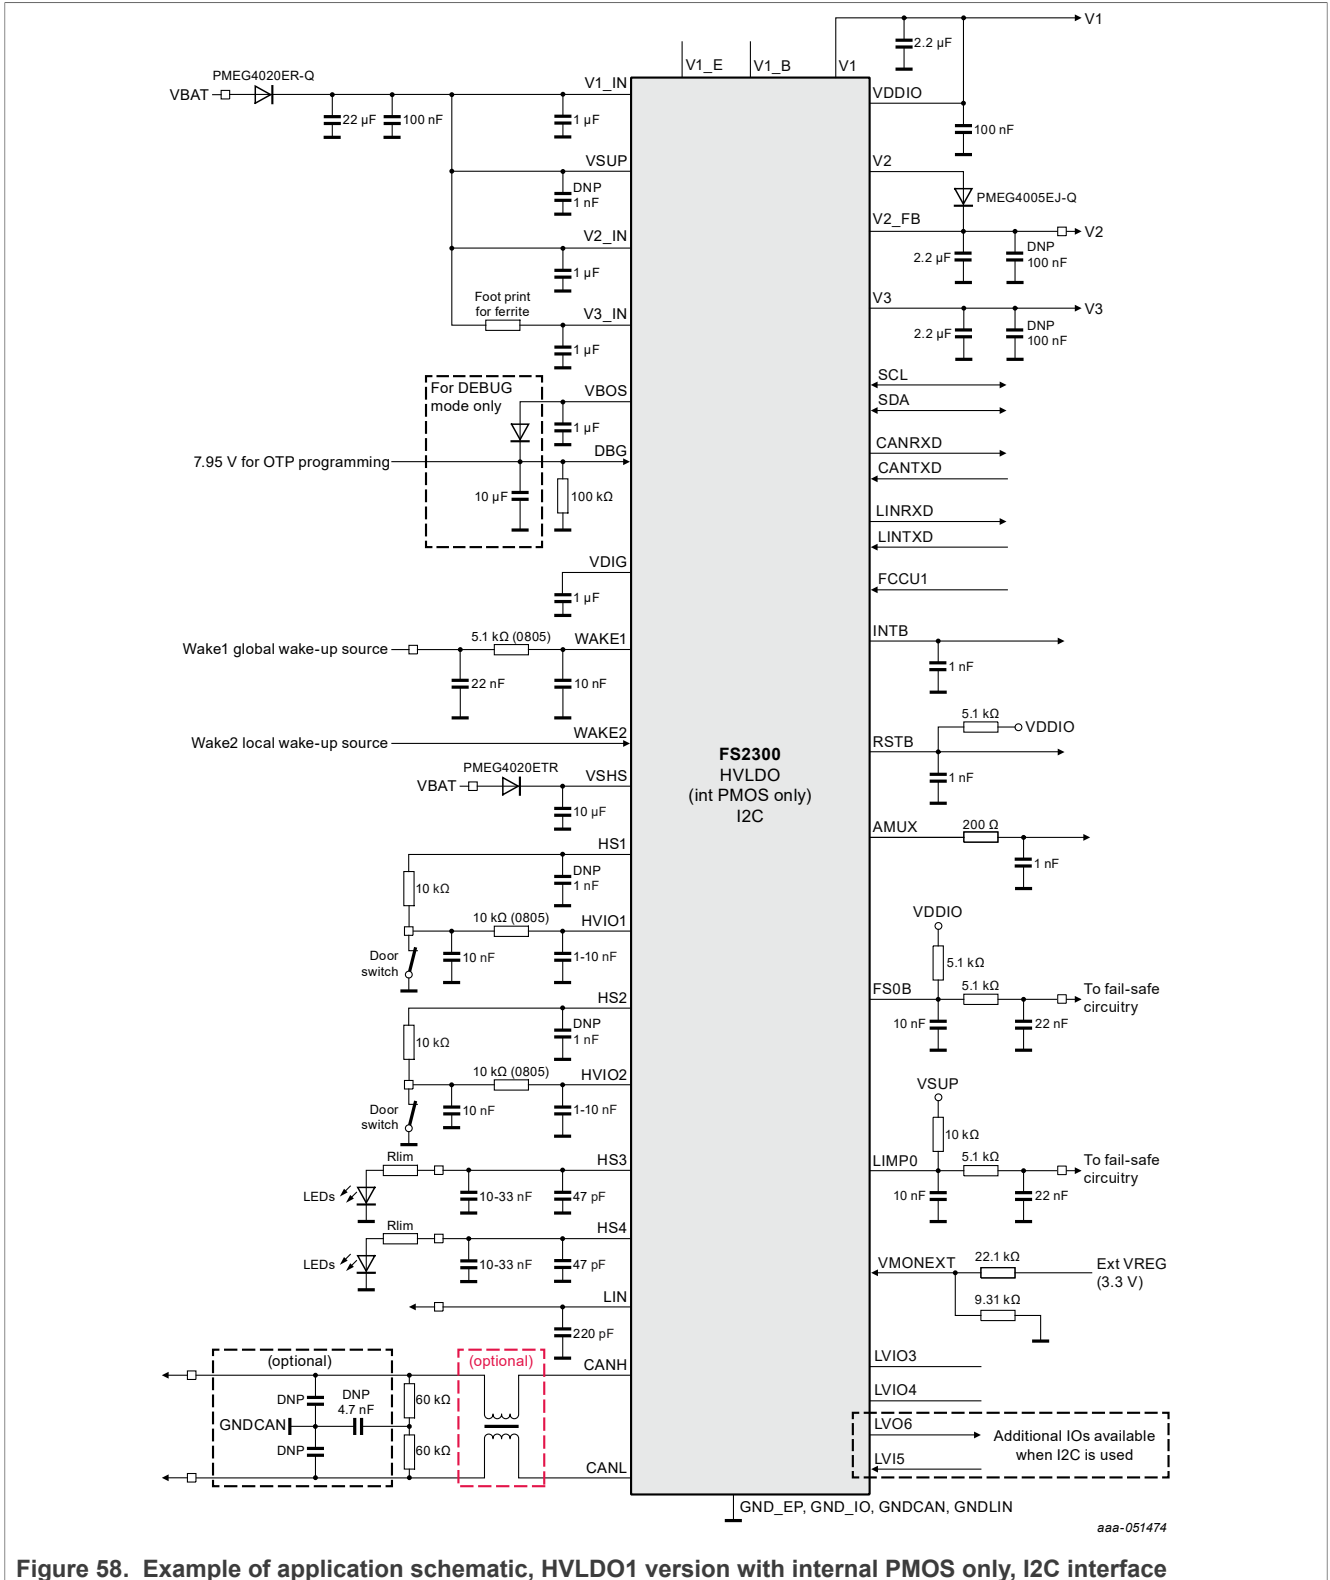 V1
2.2 µF
V1_E
V1_B
V1
PMEG4020ER-Q
VBAT
V1_IN
VDDIO
22 µF
100 nF
1 µF
100 nF
VSUP
V2
DNP
1 nF
PMEG4005EJ-Q
V2_FB
V2
V2_IN
2.2 µF
DNP
100 nF
1 µF
Foot print
for ferrite
V3_IN
V3
V3
2.2 µF
DNP
100 nF
1 µF
For DEBUG
mode only
VBOS
SCL
SDA
1 µF
DBG
7.95 V for OTP programming
CANRXD
CANTXD
10 µF
100 kΩ
LINRXD
LINTXD
VDIG
FCCU1
1 µF
5.1 kΩ (0805)
WAKE1
Wake1 global wake-up source
INTB
22 nF
10 nF
1 nF
WAKE2
Wake2 local wake-up source
5.1 kΩ
VDDIO
RSTB
FS2300
HVLDO
(int PMOS only)
I2C
PMEG4020ETR
VBAT
VSHS
1 nF
10 µF
AMUX
200 Ω
HS1
1 nF
DNP
1 nF
10 kΩ
10 kΩ (0805)
HVIO1
VDDIO
Door
switch
10 nF
1-10 nF
5.1 kΩ
FS0B
5.1 kΩ
To fail-safe
circuitry
HS2
10 nF
22 nF
DNP
1 nF
10 kΩ
10 kΩ (0805)
HVIO2
VSUP
Door
switch
10 nF
1-10 nF
10 kΩ
Rlim
HS3
LIMP0
5.1 kΩ
To fail-safe
circuitry
LEDs
10-33 nF
47 pF
10 nF
22 nF
Rlim
HS4
LEDs
10-33 nF
47 pF
VMONEXT
22.1 kΩ
Ext VREG
(3.3 V)
LIN
9.31 kΩ
220 pF
(optional)
(optional)
CANH
LVIO3
DNP
DNP
4.7 nF
60 kΩ
LVIO4
GNDCAN
LVO6
Additional IOs available
when I2C is used
DNP
60 kΩ
CANL
LVI5
GND_EP, GND_IO, GNDCAN, GNDLIN
aaa-051474
Figure 58. Example of application schematic, HVLDO1 version with internal PMOS only, I2C interface